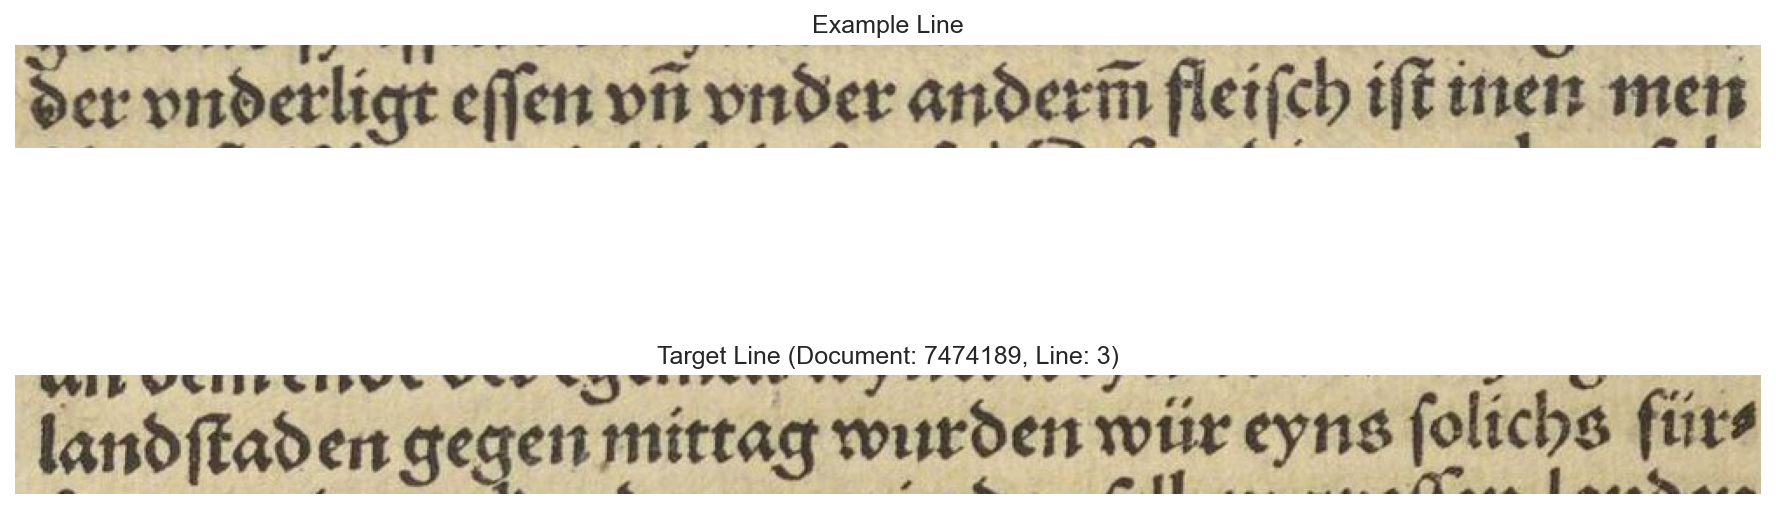 Example Line
der vnderligt eſſen vn̄ vnder anderm̄ fleiſch iſt inen men
Target Line (Document: 7474189, Line: 3)
landſtaden gegen mittag wurden wür eyns ſolichs für⸗